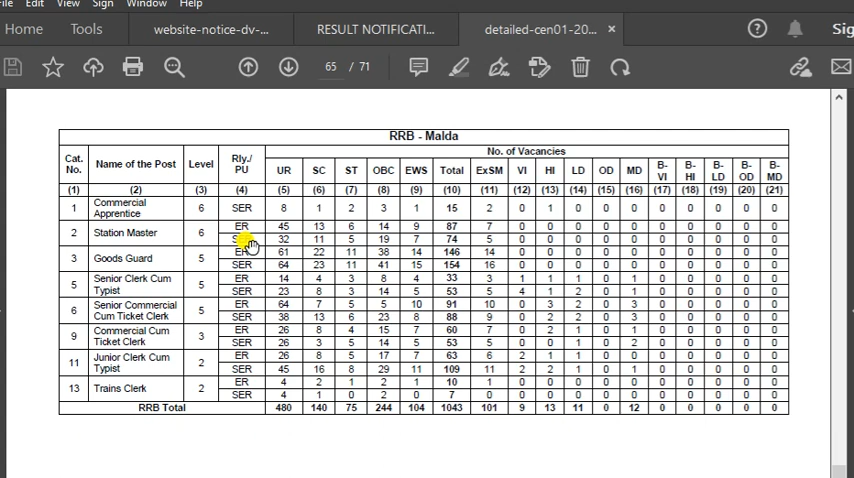 File Edit View Sign Window Help
Home Tools website-notice-dv-... RESULT NOTIFICATI... detailed-cen01-20... × ?
65 / 71
RRB - Malda
Cat. No. Name of the Post Level Rly./ PU No. of Vacancies
UR SC ST OBC EWS Total ExSM VI HI LD OD MD B-VI B-HI B-LD B-OD B-MD
(1) (2) (3) (4) (5) (6) (7) (8) (9) (10) (11) (12) (13) (14) (15) (16) (17) (18) (19) (20) (21)
1 Commercial Apprentice 6 SER 8 1 2 3 1 15 2 0 1 0 0 0 0 0 0 0 0
2 Station Master 6 ER 45 13 6 14 9 87 7 0 0 0 0 0 0 0 0 0 0
32 11 5 19 7 74 5 0 0 0 0 0 0 0 0 0 0
3 Goods Guard 5 ER 61 22 11 38 14 146 14 0 0 0 0 0 0 0 0 0 0
SER 64 23 11 41 15 154 16 0 0 0 0 0 0 0 0 0 0
5 Senior Clerk Cum Typist 5 ER 14 4 3 8 4 33 3 1 1 1 0 1 0 0 0 0 0
SER 23 8 3 14 5 53 5 4 1 2 0 1 0 0 0 0 0
6 Senior Commercial Cum Ticket Clerk 5 ER 64 7 5 5 10 91 10 0 3 2 0 3 0 0 0 0 0
SER 38 13 6 23 8 88 9 0 2 2 0 3 0 0 0 0 0
9 Commercial Cum Ticket Clerk 3 ER 26 8 4 15 7 60 7 0 2 1 0 1 0 0 0 0 0
SER 26 3 5 14 5 53 5 0 0 1 0 2 0 0 0 0 0
11 Junior Clerk Cum Typist 2 ER 26 8 5 17 7 63 6 2 1 1 0 0 0 0 0 0 0
SER 45 16 8 29 11 109 11 2 2 1 0 1 0 0 0 0 0
13 Trains Clerk 2 ER 4 2 1 2 1 10 1 0 0 0 0 0 0 0 0 0 0
SER 4 1 0 2 0 7 0 0 0 0 0 0 0 0 0 0
RRB Total 480 140 75 244 104 1043 101 9 13 11 0 12 0 0 0 0 0